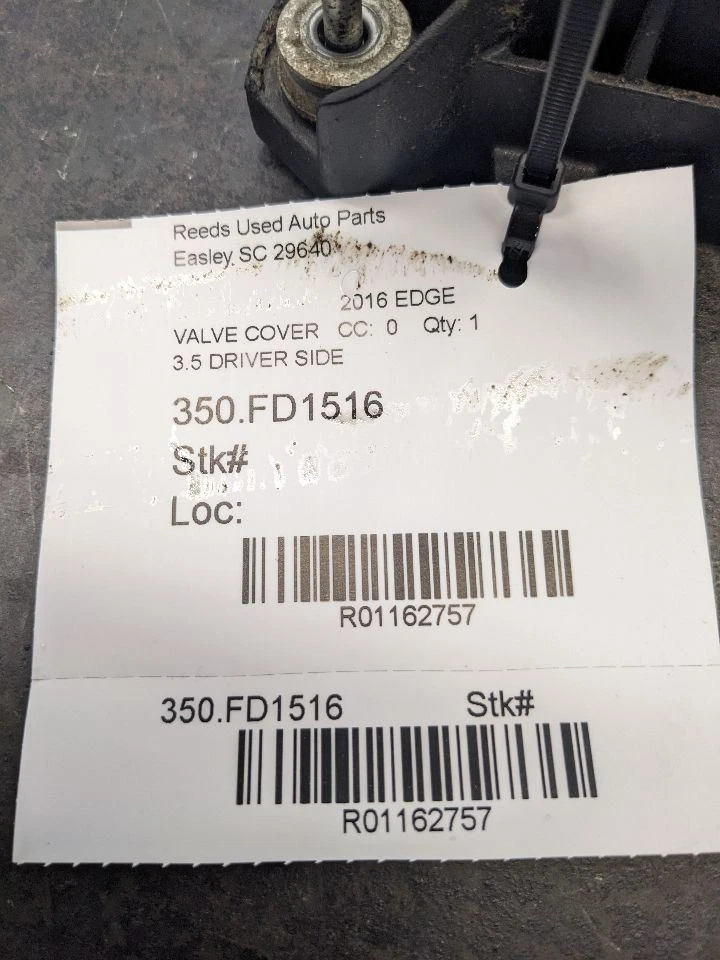 Reeds Used Auto Parts
Easley, SC 29640
2016 EDGE
VALVE COVER CC: 0 Qty: 1
3.5 DRIVER SIDE
350.FD1516
Stk#
Loc:
R01162757
350.FD1516 Stk#
R01162757